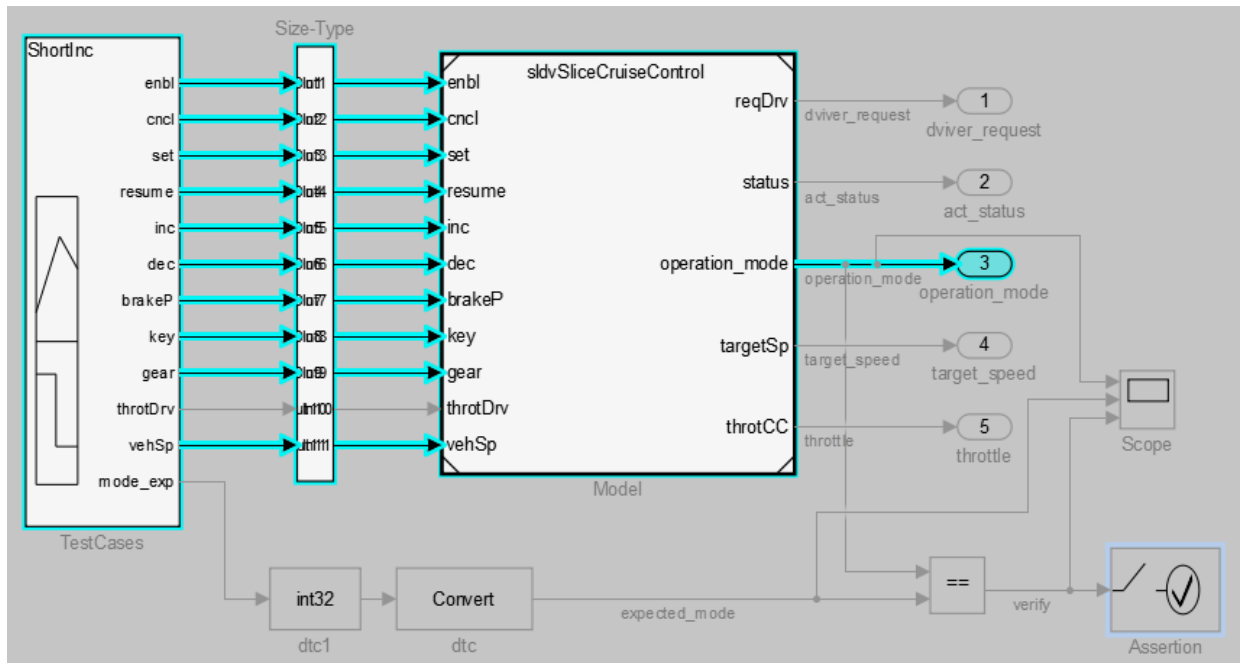 Size-Type
ShortInc
sldvSliceCruiseControl
enbl
enbl
reqDrv
1
dviver_request
dviver_request
cncl
cncl
set
set
status
2
act_status
act_status
resume
resume
inc
inc
dec
dec
operation_mode
3
operation_mode
operation_mode
brakeP
brakeP
key
key
targetSp
4
target_speed
target_speed
gear
gear
throtDrv
throtDrv
throtCC
5
throttle
throttle
vehSp
vehSp
Scope
mode_exp
Model
TestCases
int32
Convert
==
expected_mode
verify
dtc1
dtc
Assertion